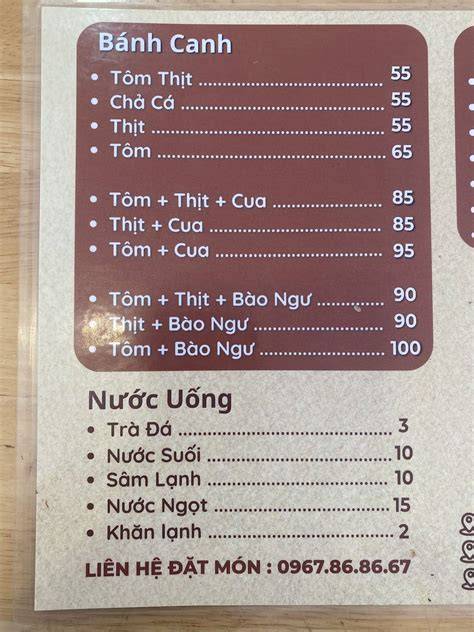 Bánh Canh
• Tôm Thịt ........................ 55
• Chả Cá ........................ 55
• Thịt ........................ 55
• Tôm ........................ 65
• Tôm + Thịt + Cua ........................ 85
• Thịt + Cua ........................ 85
• Tôm + Cua ........................ 95
• Tôm + Thịt + Bào Ngư ............ 90
• Thịt + Bào Ngư ........................ 90
• Tôm + Bào Ngư ........................ 100
Nước Uống
• Trà Đá ........................ 3
• Nước Suối ........................ 10
• Sâm Lạnh ........................ 10
• Nước Ngọt ........................ 15
• Khăn lạnh ........................ 2
LIÊN HỆ ĐẶT MÓN : 0967.86.86.67